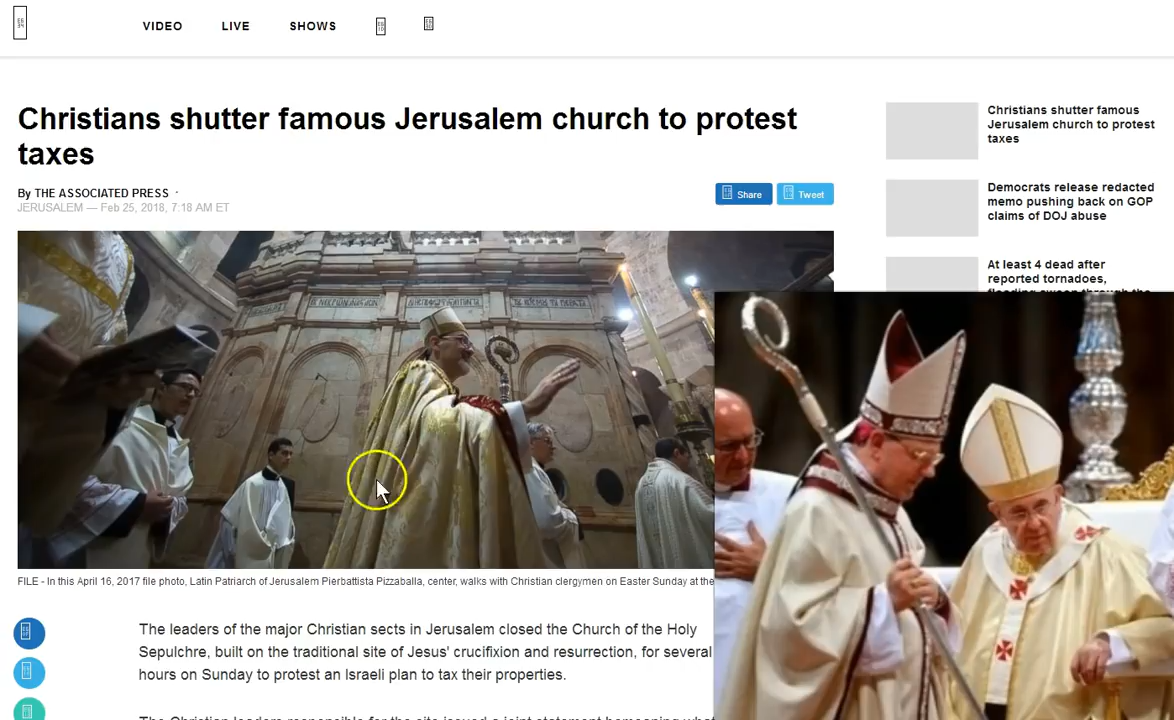 VIDEO LIVE SHOWS
Christians shutter famous Jerusalem church to protest
taxes
By THE ASSOCIATED PRESS ·
JERUSALEM — Feb 25, 2018, 7:18 AM ET
Share Tweet
FILE - In this April 16, 2017 file photo, Latin Patriarch of Jerusalem Pierbattista Pizzaballa, center, walks with Christian clergymen on Easter Sunday at the
The leaders of the major Christian sects in Jerusalem closed the Church of the Holy
Sepulchre, built on the traditional site of Jesus' crucifixion and resurrection, for several
hours on Sunday to protest an Israeli plan to tax their properties.
Christians shutter famous
Jerusalem church to protest
taxes
Democrats release redacted
memo pushing back on GOP
claims of DOJ abuse
At least 4 dead after
reported tornadoes,